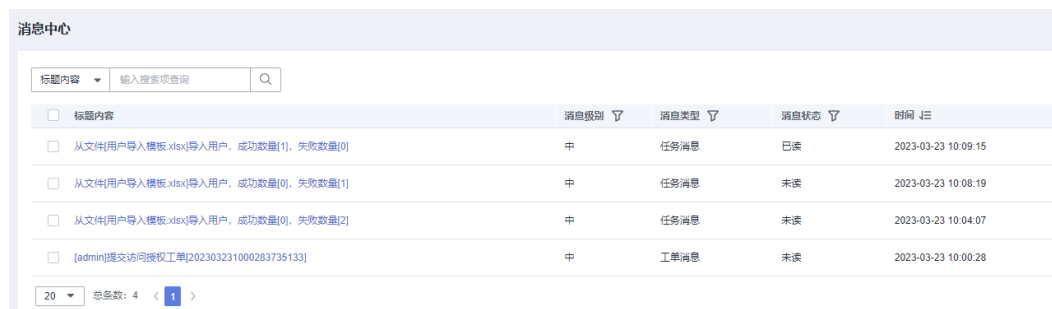 消息中心
标题内容 输入搜索项查询
标题内容 消息级别 消息类型 消息状态 时间
从文件[用户导入模板.xlsx]导入用户，成功数量[1]，失败数量[0] 中 任务消息 已读 2023-03-23 10:09:15
从文件[用户导入模板.xlsx]导入用户，成功数量[0]，失败数量[1] 中 任务消息 未读 2023-03-23 10:08:19
从文件[用户导入模板.xlsx]导入用户，成功数量[0]，失败数量[2] 中 任务消息 未读 2023-03-23 10:04:07
[admin]提交访问授权工单[202303231000283735133] 中 工单消息 未读 2023-03-23 10:00:28
20 总条数：4 < 1 >